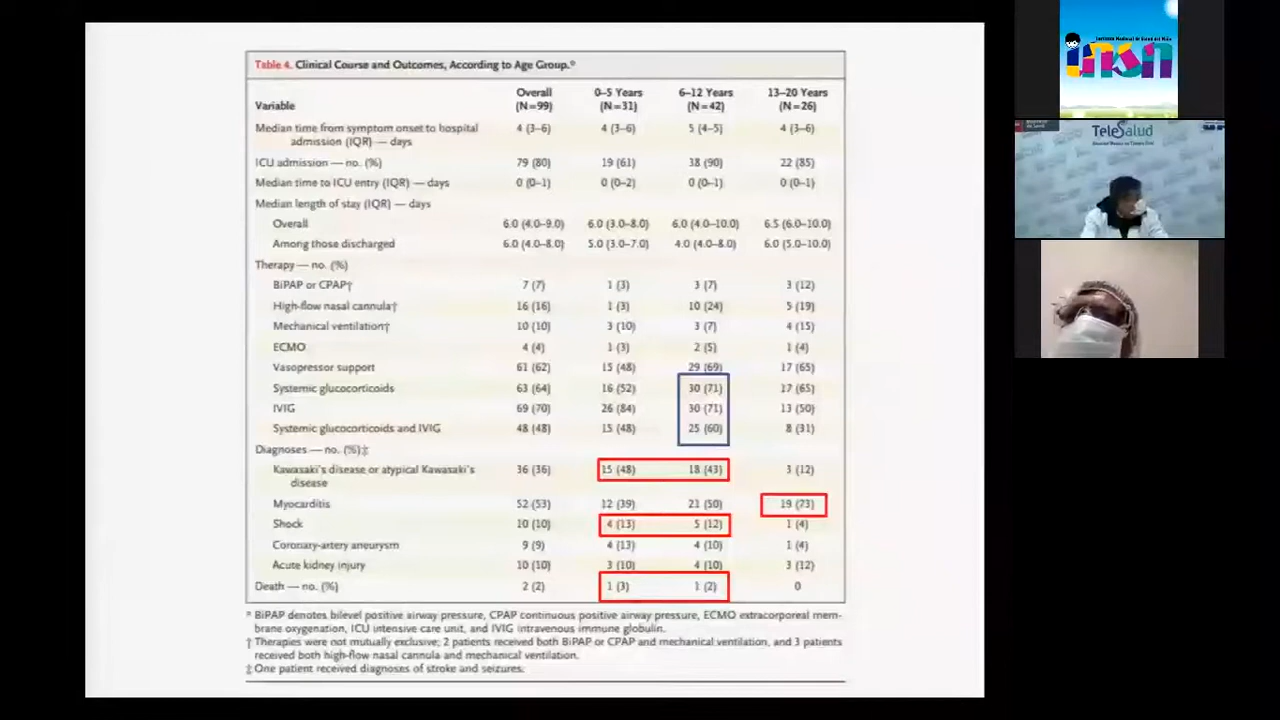 Table 4. Clinical Course and Outcomes, According to Age Group.*
Variable Overall (N=99) 0–5 Years (N=31) 6–12 Years (N=42) 13–20 Years (N=26)
Median time from symptom onset to hospital admission (IQR) — days 4 (3–6) 4 (3–6) 5 (4–5) 4 (3–6)
ICU admission — no. (%) 79 (80) 19 (61) 38 (90) 22 (85)
Median time to ICU entry (IQR) — days 0 (0–1) 0 (0–2) 0 (0–1) 0 (0–1)
Median length of stay (IQR) — days
Overall 6.0 (4.0–9.0) 6.0 (3.0–8.0) 6.0 (4.0–10.0) 6.5 (6.0–10.0)
Among those discharged 6.0 (4.0–8.0) 5.0 (3.0–7.0) 4.0 (4.0–8.0) 6.0 (5.0–10.0)
Therapy — no. (%)
BiPAP or CPAP† 7 (7) 1 (3) 3 (7) 3 (12)
High-flow nasal cannula† 16 (16) 1 (3) 10 (24) 5 (19)
Mechanical ventilation† 10 (10) 3 (10) 3 (7) 4 (15)
ECMO 4 (4) 1 (3) 2 (5) 1 (4)
Vasopressor support 61 (62) 15 (48) 29 (69) 17 (65)
Systemic glucocorticoids 63 (64) 16 (52) 30 (71) 17 (65)
IVIG 69 (70) 26 (84) 30 (71) 13 (50)
Systemic glucocorticoids and IVIG 48 (48) 15 (48) 25 (60) 8 (31)
Diagnoses — no. (%)‡
Kawasaki's disease or atypical Kawasaki's disease 36 (36) 15 (48) 18 (43) 3 (12)
Myocarditis 52 (53) 12 (39) 21 (50) 19 (73)
Shock 10 (10) 4 (13) 5 (12) 1 (4)
Coronary-artery aneurysm 9 (9) 4 (13) 4 (10) 1 (4)
Acute kidney injury 10 (10) 3 (10) 4 (10) 3 (12)
Death — no. (%) 2 (2) 1 (3) 1 (2) 0
* BiPAP denotes bilevel positive airway pressure, CPAP continuous positive airway pressure, ECMO extracorporeal mem-
brane oxygenation, ICU intensive care unit, and IVIG intravenous immune globulin.
† Therapies were not mutually exclusive; 2 patients received both BiPAP or CPAP and mechanical ventilation, and 3 patients
received both high-flow nasal cannula and mechanical ventilation.
‡ One patient received diagnoses of stroke and seizures.
Instituto Nacional de Salud del Niño
insn
TeleSalud